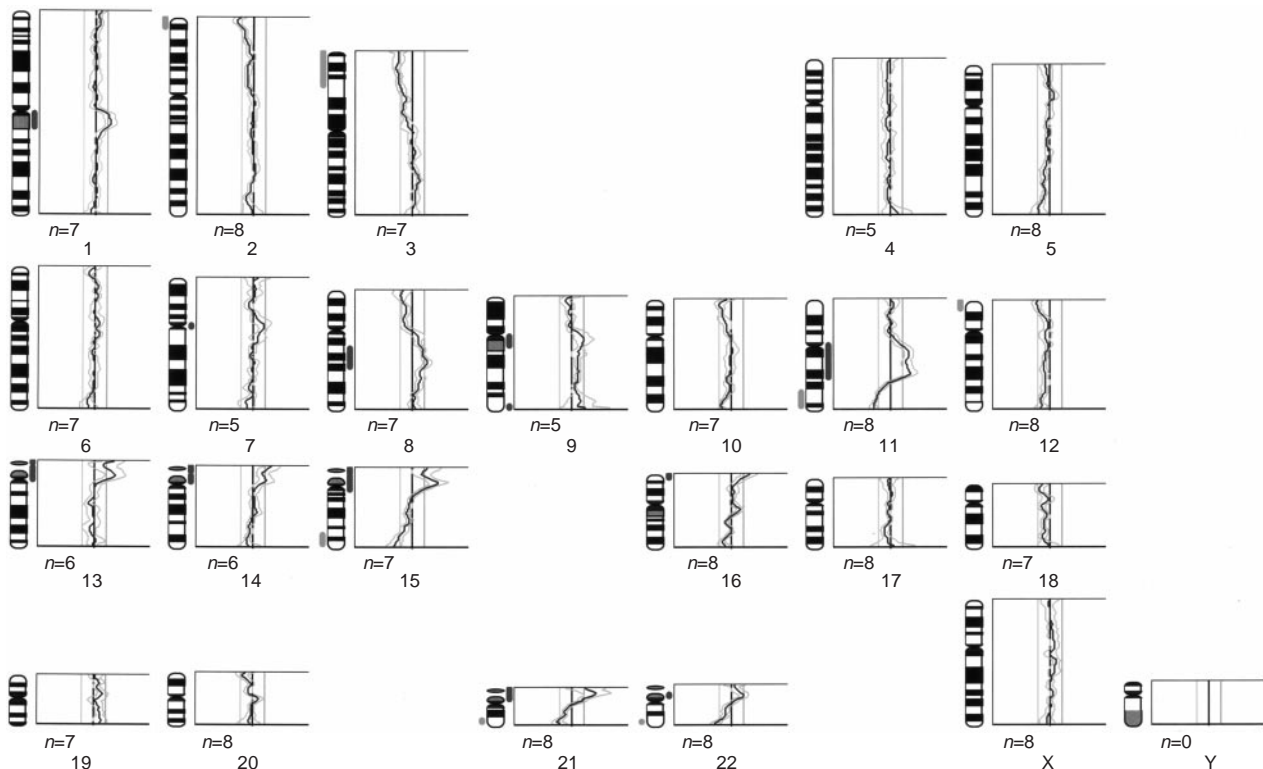 n=7 n=8 n=7 n=5 n=8
1 2 3 4 5
n=7 n=5 n=7 n=5 n=7 n=8 n=8
6 7 8 9 10 11 12
n=6 n=6 n=7 n=8 n=8 n=7
13 14 15 16 17 18
n=7 n=8 n=8 n=8 n=8 n=0
19 20 21 22 X Y